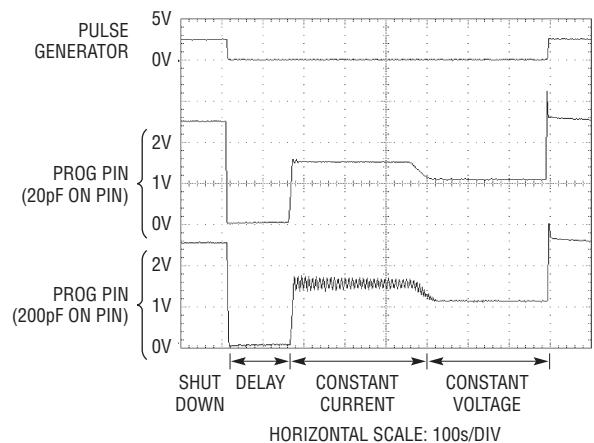 PULSE
GENERATOR
5V
0V
PROG PIN
(20pF ON PIN)
2V
1V
0V
PROG PIN
(200pF ON PIN)
2V
1V
0V
SHUT
DOWN
DELAY
CONSTANT
CURRENT
CONSTANT
VOLTAGE
HORIZONTAL SCALE: 100s/DIV